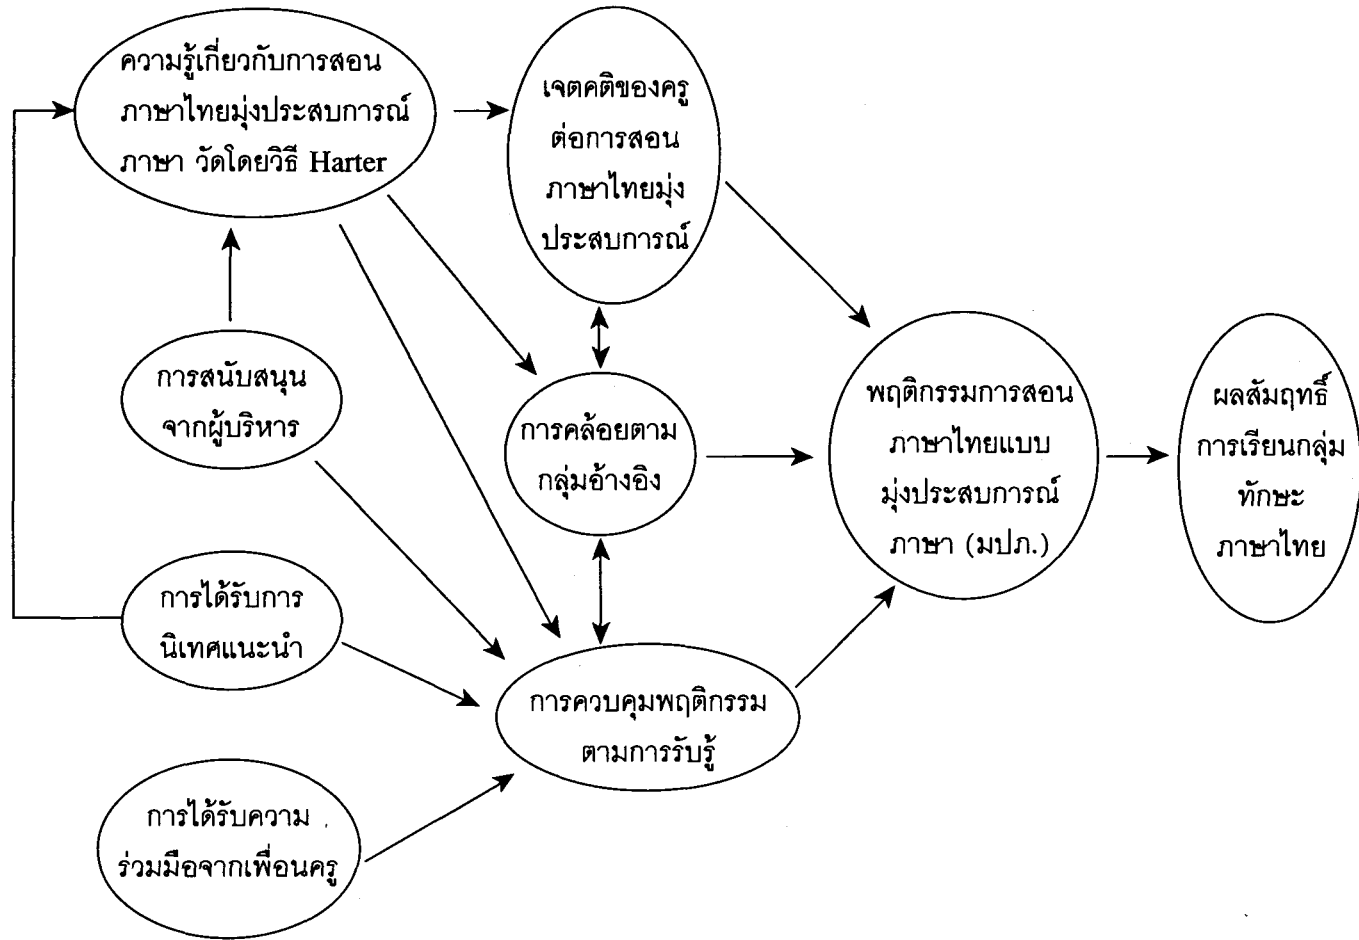 ความรู้เกี่ยวกับการสอน
ภาษาไทยมุ่งประสบการณ์
ภาษา วัดโดยวิธี Harter
เจตคติของครู
ต่อการสอน
ภาษาไทยมุ่ง
ประสบการณ์
การสนับสนุน
จากผู้บริหาร
การคล้อยตาม
กลุ่มอ้างอิง
พฤติกรรมการสอน
ภาษาไทยแบบ
มุ่งประสบการณ์
ภาษา (มปภ.)
ผลสัมฤทธิ์
การเรียนกลุ่ม
ทักษะ
ภาษาไทย
การได้รับการ
นิเทศแนะนำ
การควบคุมพฤติกรรม
ตามการรับรู้
การได้รับความ
ร่วมมือจากเพื่อนครู